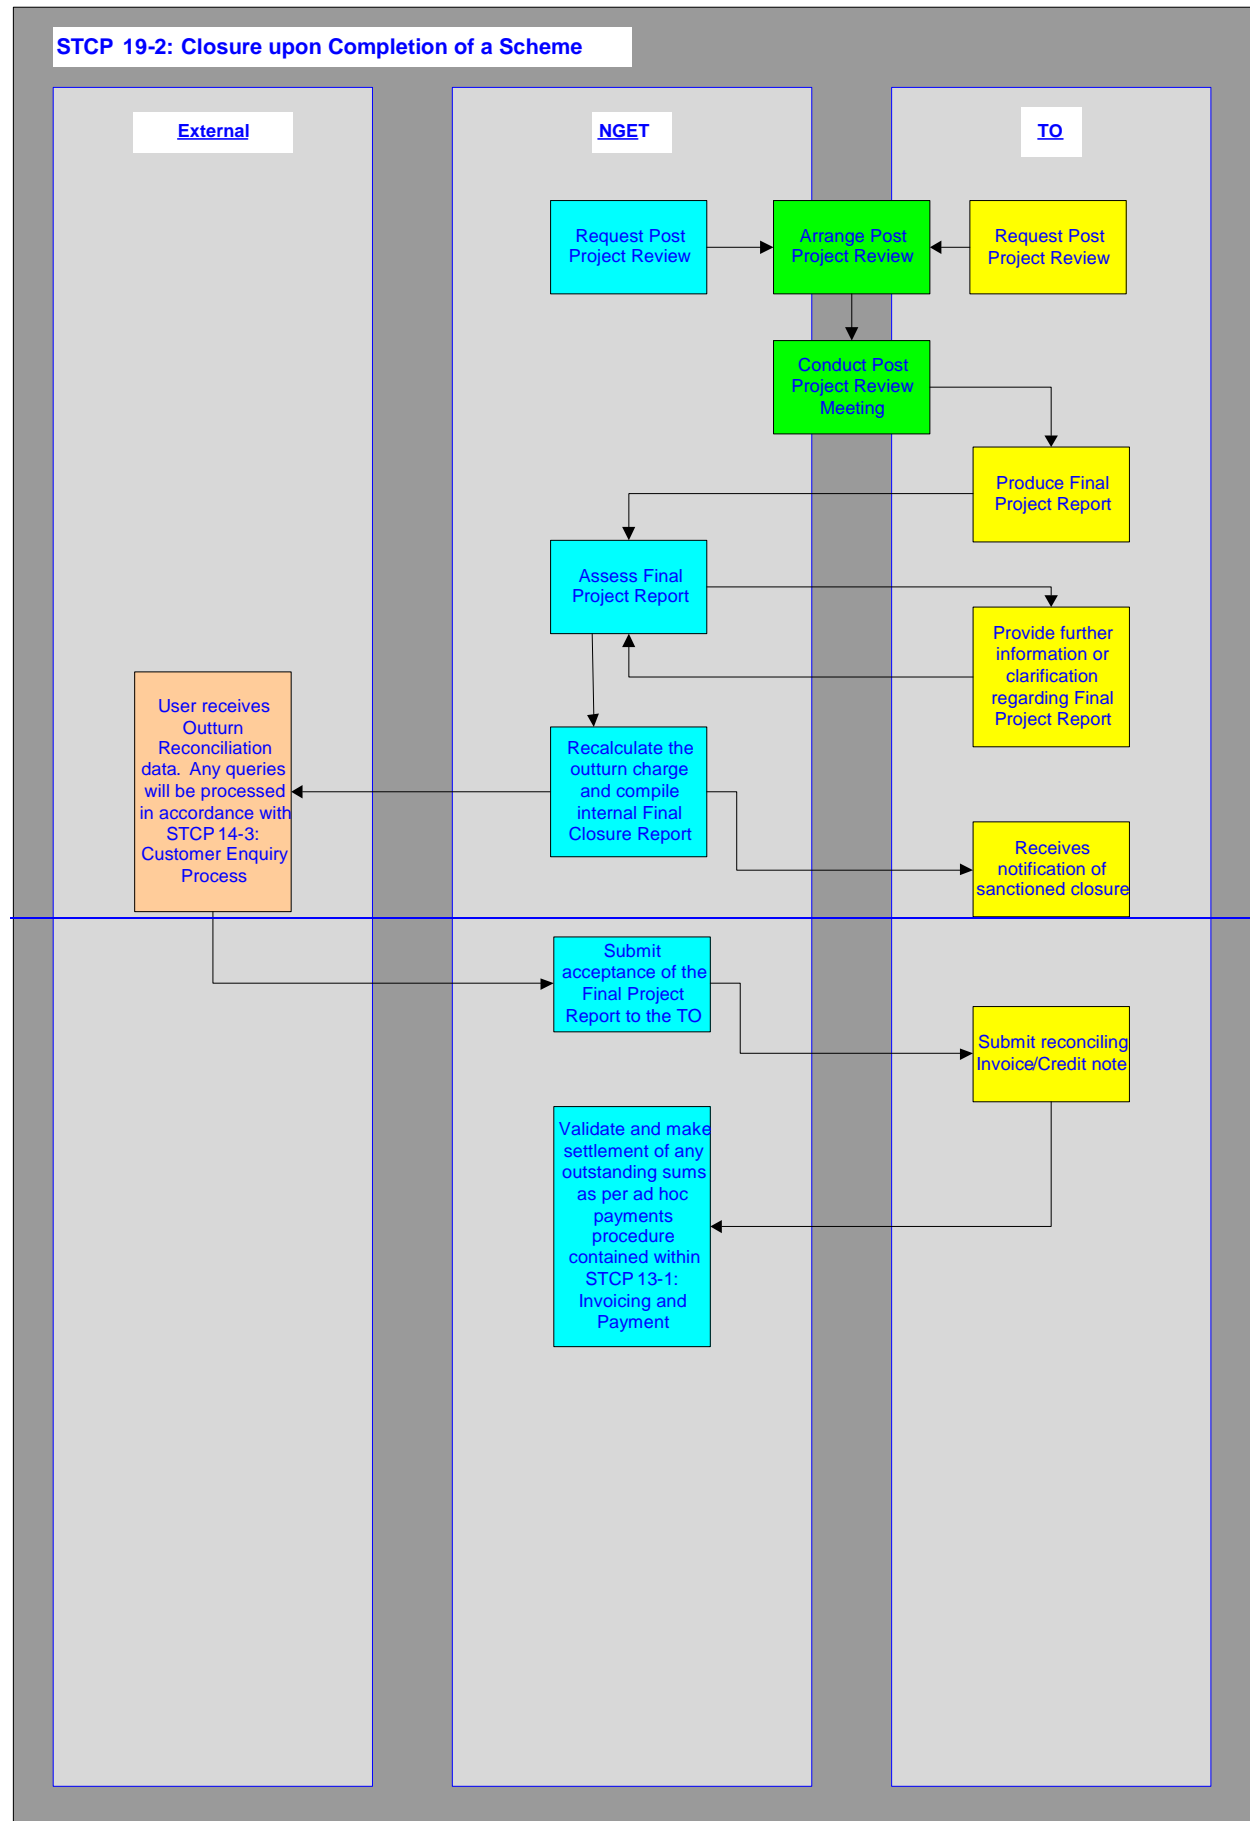 STCP 19-2: Closure upon Completion of a Scheme
External
NGET
TO
Request Post
Project Review
Arrange Post
Project Review
Request Post
Project Review
Conduct Post
Project Review
Meeting
Produce Final
Project Report
Assess Final
Project Report
Provide further
information or
clarification
regarding Final
Project Report
User receives
Outturn
Reconciliation
data. Any queries
will be processed
in accordance with
STCP 14-3:
Customer Enquiry
Process
Recalculate the
outturn charge
and compile
internal Final
Closure Report
Receives
notification of
sanctioned closure
Submit
acceptance of the
Final Project
Report to the TO
Submit reconciling
Invoice/Credit note
Validate and make
settlement of any
outstanding sums
as per ad hoc
payments
procedure
contained within
STCP 13-1:
Invoicing and
Payment